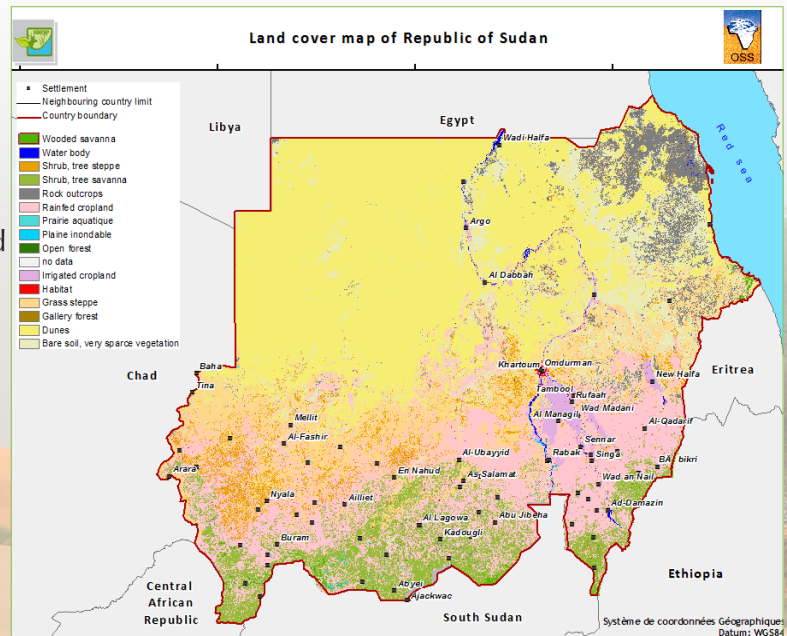 Land cover map of Republic of Sudan
OSS
Settlement
Neighbouring country limit
Country boundary
Wooded savanna
Water body
Shrub, tree steppe
Shrub, tree savanna
Rock outcrops
Rainfed cropland
Prairie aquatique
Plaine inondable
Open forest
no data
Irrigated cropland
Habitat
Grass steppe
Gallery forest
Dunes
Bare soil, very sparce vegetation
d
Libya
Egypt
Red sea
Wadi-Halfa
Argo
Al Dabbah
Chad
Baha
Tina
Khartoum
Omdurman
New Halfa
Eritrea
Tambool
Rufaah
Al Managil
Wad Madani
Al-Qadarif
Mellit
Al-Fashir
Sennar
Arara
En Nahud
Al-Ubayyid
As-Salamat
Rabak
Singa
bikri
Wad an Nail
Nyala
Ailliet
Ad-Damazin
Al Lagowa
Abu Jibeha
Buram
Kadougli
Abyei
Ajackwac
Central
African
Republic
South Sudan
Ethiopia
Système de coordonnées Géographiques
Datum: WGS84